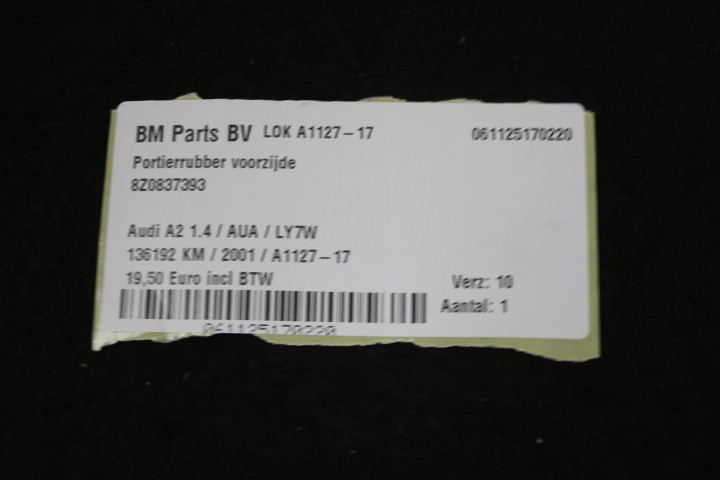 BM Parts BV LOK A1127-17 061125170220
Portierrubber voorzijde
8Z0837393
Audi A2 1.4 / AUA / LY7W
136192 KM / 2001 / A1127-17
19,50 Euro incl BTW Verz: 10
Aantal: 1
061125170220